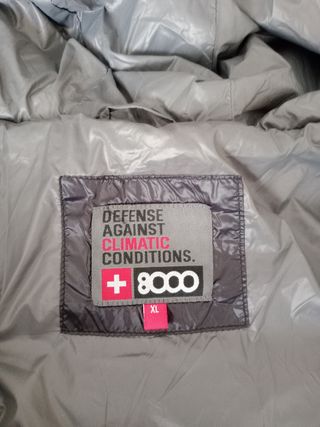 DEFENSE
AGAINST
CLIMATIC
CONDITIONS.
8000
XL